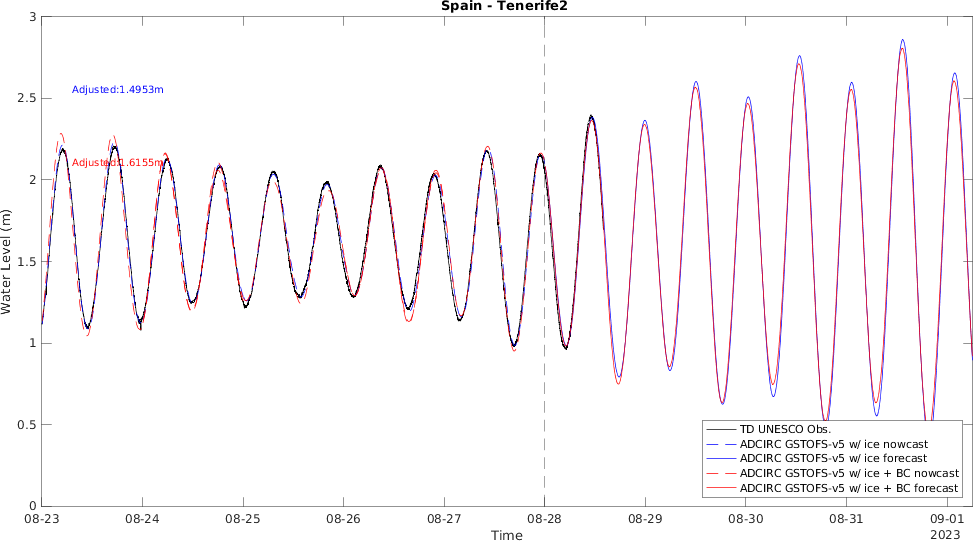 Spain - Tenerife2
3
2.5
2
1.5
1
0.5
0
Water Level (m)
Adjusted:1.4953m
Adjusted:1.6155m
TD UNESCO Obs.
ADCIRC GSTOFS-v5 w/ ice nowcast
ADCIRC GSTOFS-v5 w/ ice forecast
ADCIRC GSTOFS-v5 w/ ice + BC nowcast
ADCIRC GSTOFS-v5 w/ ice + BC forecast
08-23 08-24 08-25 08-26 08-27 08-28 08-29 08-30 08-31 09-01
2023
Time